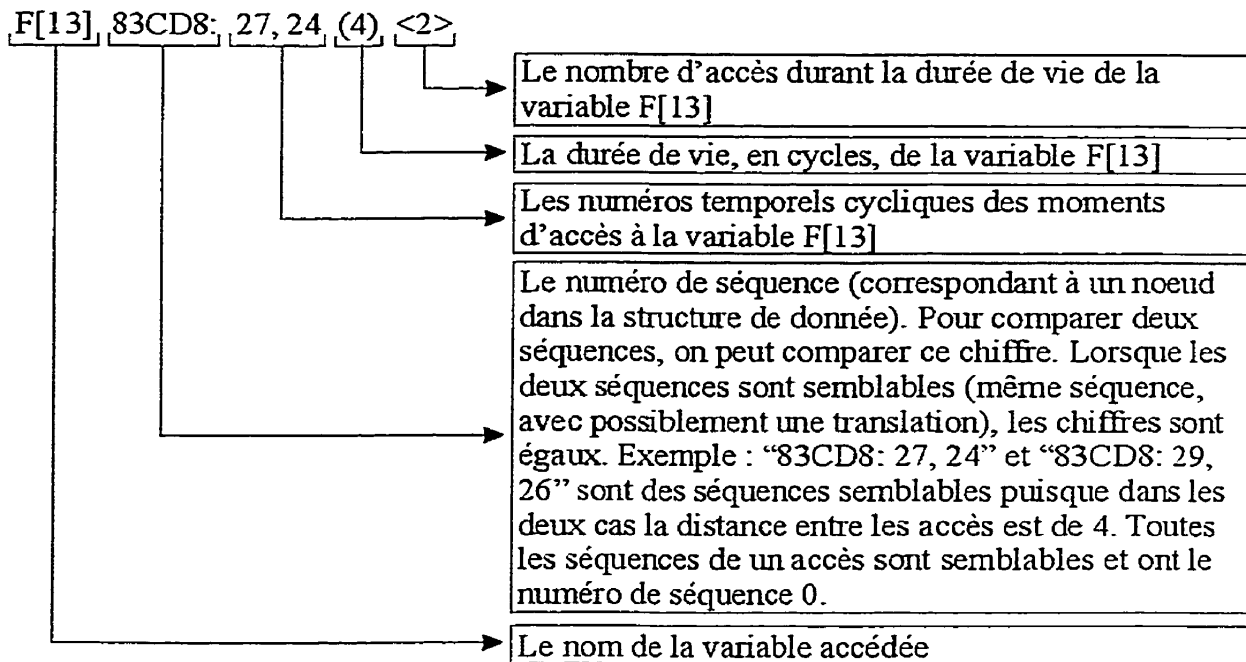 F[13] 83CD8: 27, 24 (4) <2>
Le nombre d'accès durant la durée de vie de la
variable F[13]
La durée de vie, en cycles, de la variable F[13]
Les numéros temporels cycliques des moments
d'accès à la variable F[13]
Le numéro de séquence (correspondant à un noeud
dans la structure de donnée). Pour comparer deux
séquences, on peut comparer ce chiffre. Lorsque les
deux séquences sont semblables (même séquence,
avec possiblement une translation), les chiffres sont
égaux. Exemple : “83CD8: 27, 24” et “83CD8: 29,
26” sont des séquences semblables puisque dans les
deux cas la distance entre les accès est de 4. Toutes
les séquences de un accès sont semblables et ont le
numéro de séquence 0.
Le nom de la variable accédée